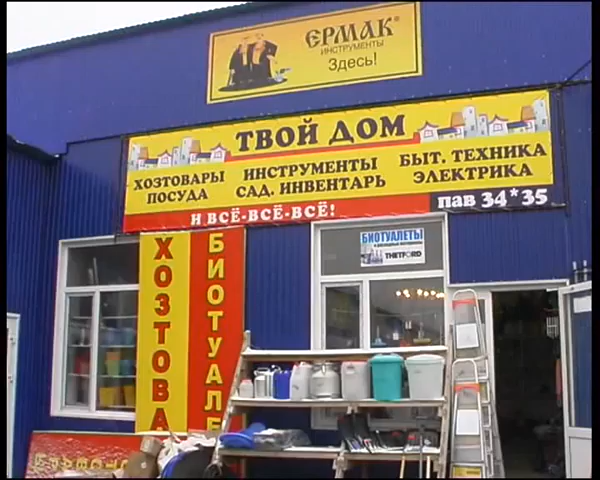 ЕРМАК®
ИНСТРУМЕНТЫ
Здесь!
ТВОЙ ДОМ
ХОЗТОВАРЫ ИНСТРУМЕНТЫ БЫТ. ТЕХНИКА
ПОСУДА САД. ИНВЕНТАРЬ ЭЛЕКТРИКА
И ВСЁ-ВСЁ-ВСЁ!
пав 34*35
БИОТУАЛЕТЫ
THETFORD
ХОЗТОВА
БИОТУАЛЕ